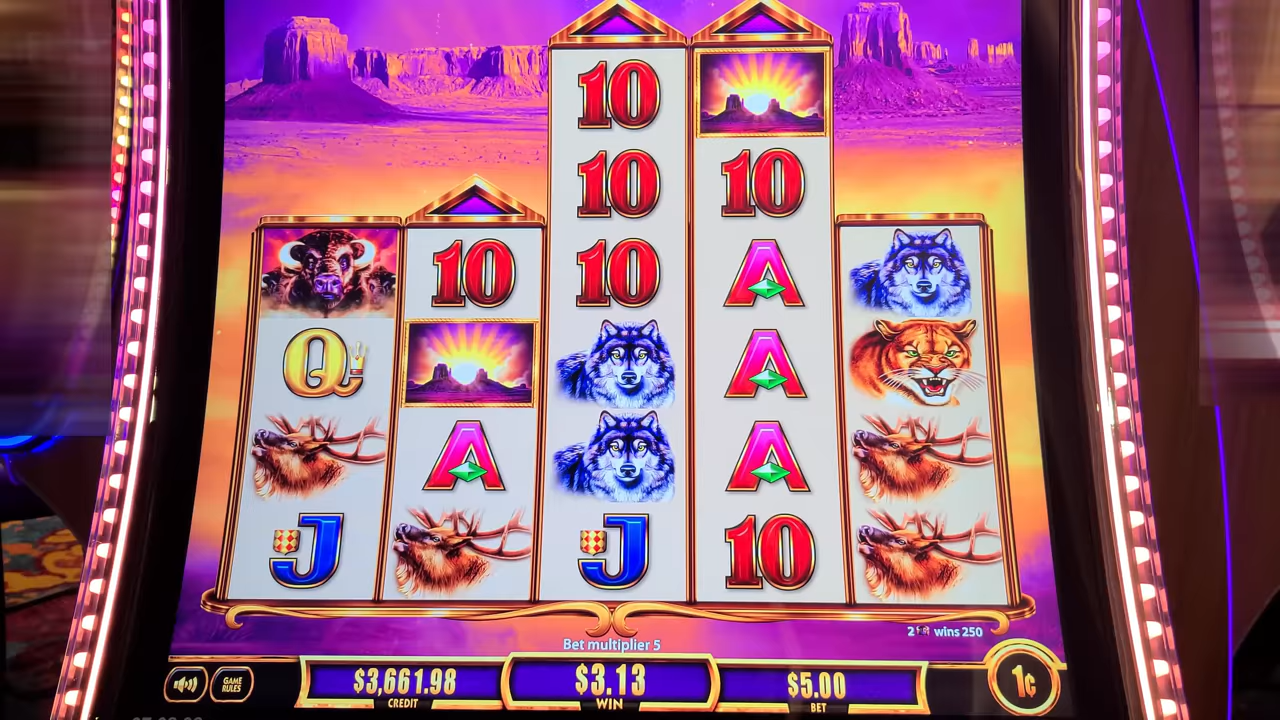 10
10 10
10 10
Q
A A
A A
J J 10
2 wins 250
Bet multiplier 5
GAME RULES
$3,661.98 $3.13 $5.00 1¢
CREDIT WIN BET